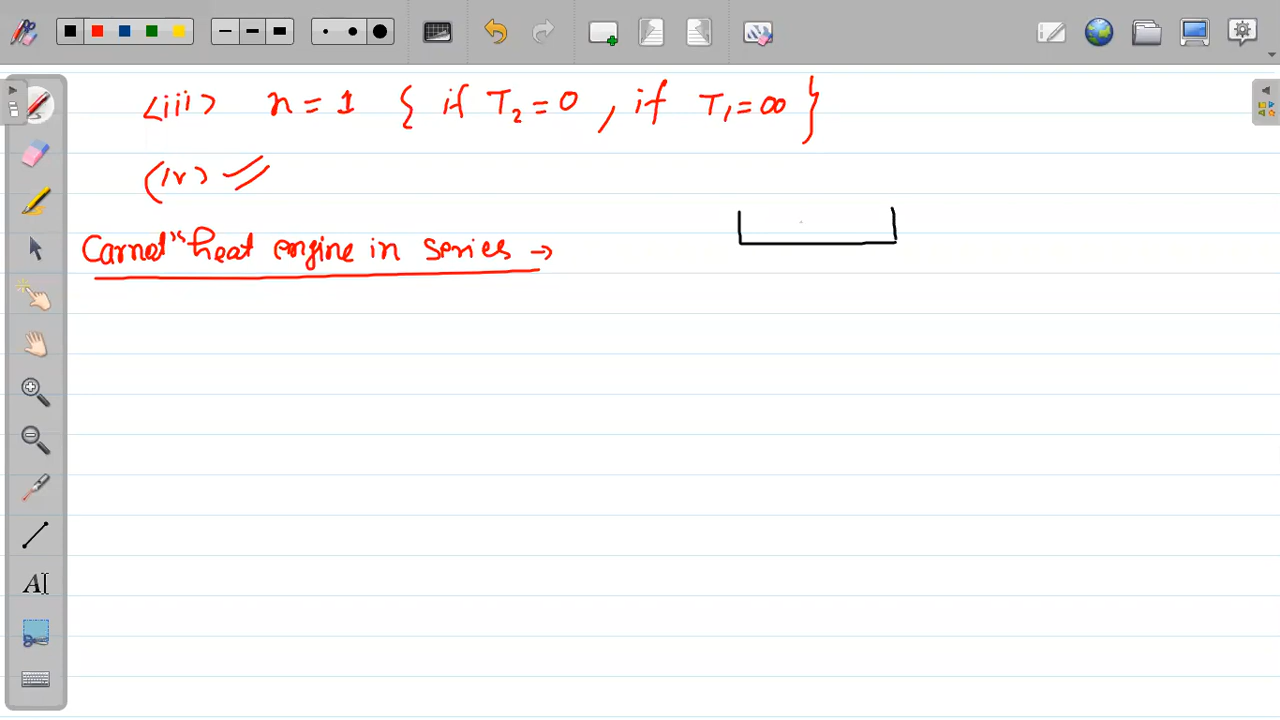 <iii> n = 1 { if T₂ = 0 , if T₁ = ∞ }
(iv)
Carnot's heat engine in series →
A